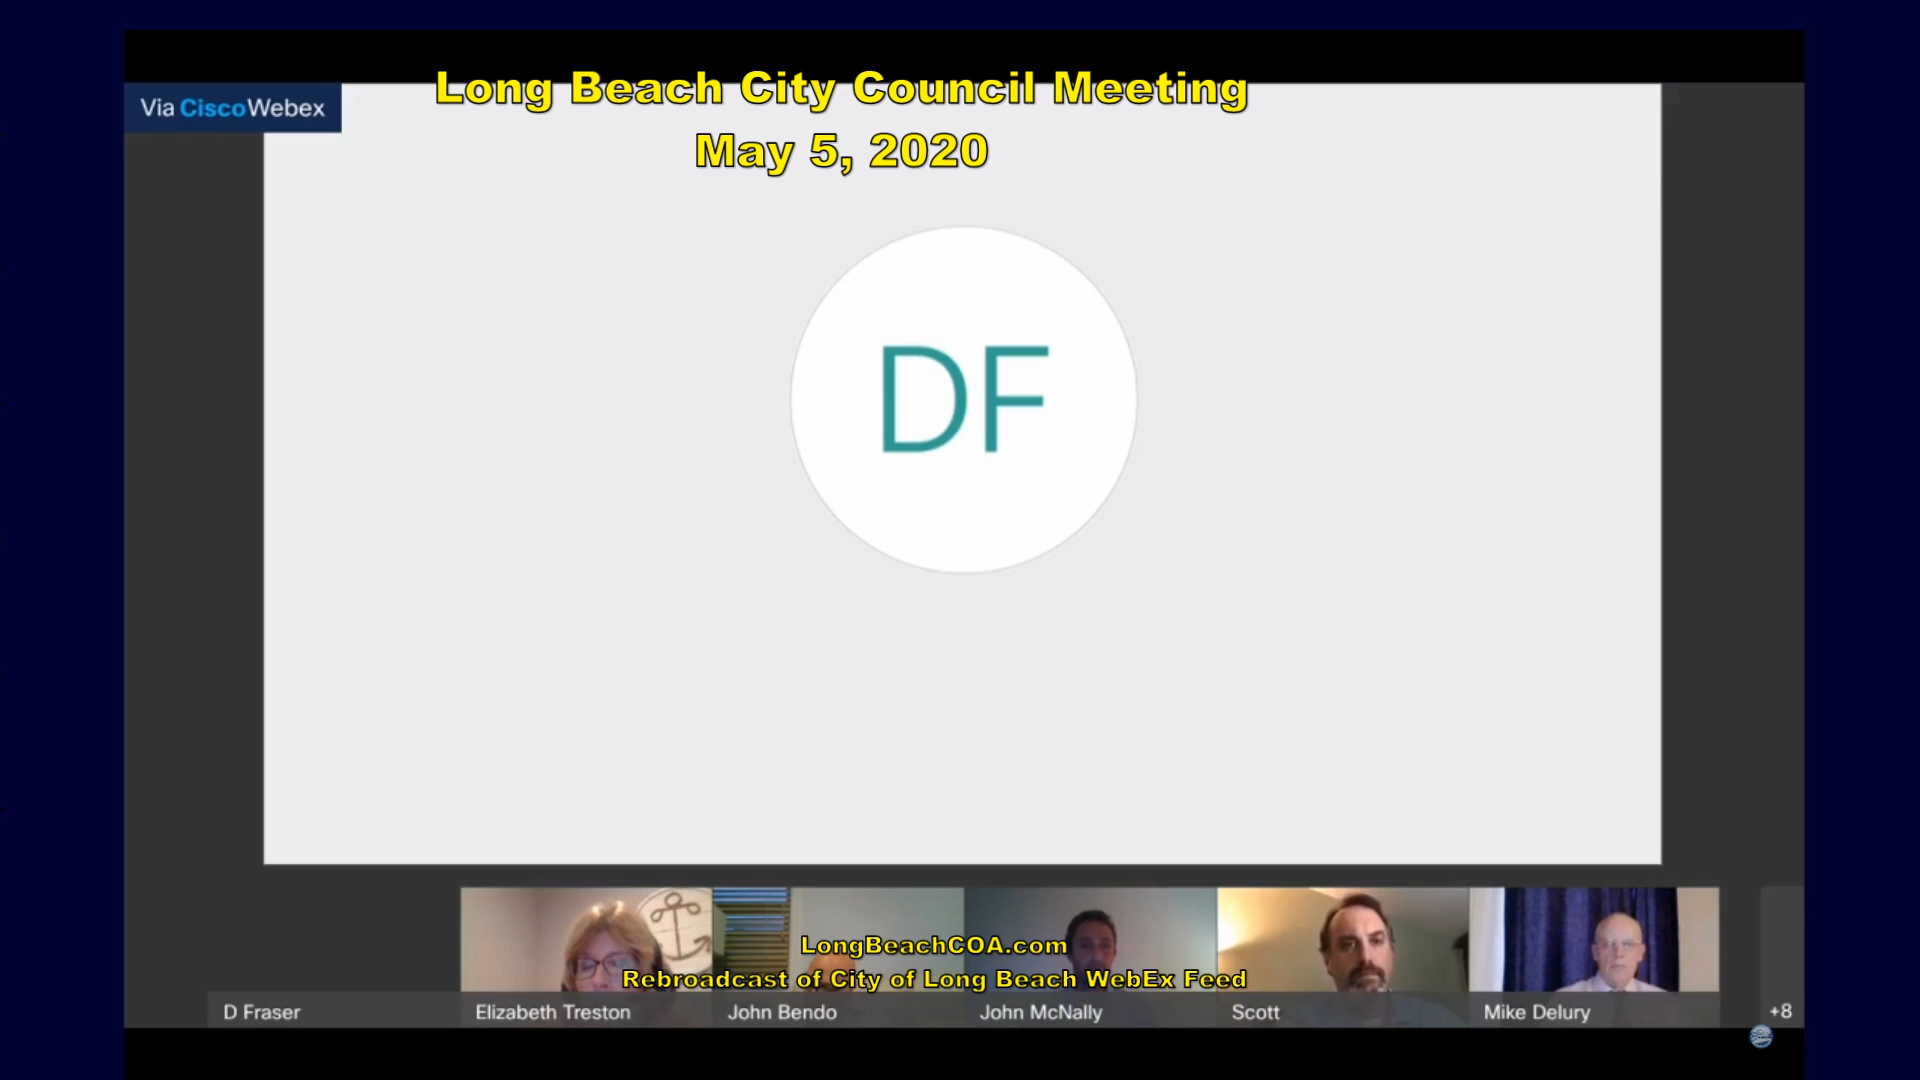 Long Beach City Council Meeting
May 5, 2020
Via CiscoWebex
DF
LongBeachCOA.com
Rebroadcast of City of Long Beach WebEx Feed
D Fraser
Elizabeth Treston
John Bendo
John McNally
Scott
Mike Delury
+8